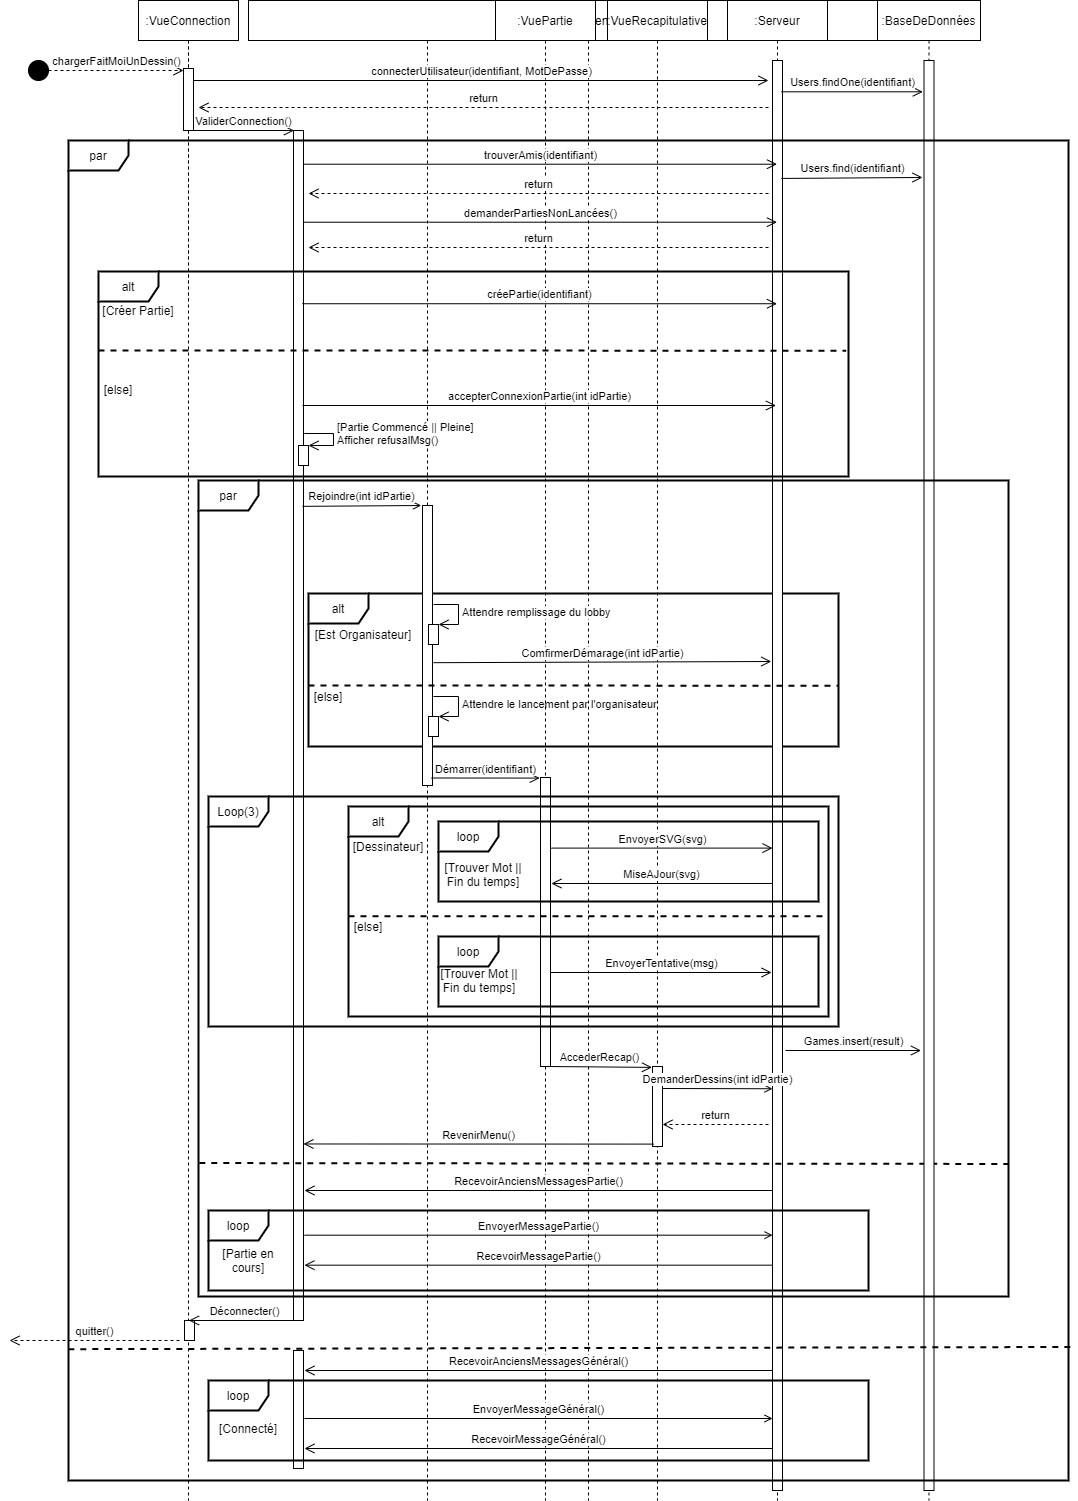 :VueConnection
:VuePartie
en
:VueRecapitulative
:Serveur
:BaseDeDonnées
chargerFaitMoiUnDessin()
connecterUtilisateur(identifiant, MotDePasse)
Users.findOne(identifiant)
return
ValiderConnection()
par
trouverAmis(identifiant)
Users.find(identifiant)
return
demanderPartiesNonLancées()
return
alt
créePartie(identifiant)
[Créer Partie]
[else]
accepterConnexionPartie(int idPartie)
[Partie Commencé || Pleine]
Afficher refusalMsg()
par
Rejoindre(int idPartie)
alt
Attendre remplissage du lobby
[Est Organisateur]
ComfirmerDémarage(int idPartie)
[else]
Attendre le lancement par l'organisateur
Démarrer(identifiant)
Loop(3)
alt
loop
EnvoyerSVG(svg)
[Dessinateur]
[Trouver Mot ||
Fin du temps]
MiseAJour(svg)
[else]
loop
EnvoyerTentative(msg)
[Trouver Mot ||
Fin du temps]
Games.insert(result)
AccederRecap()
DemanderDessins(int idPartie)
return
RevenirMenu()
RecevoirAnciensMessagesPartie()
loop
EnvoyerMessagePartie()
[Partie en
cours]
RecevoirMessagePartie()
Déconnecter()
quitter()
RecevoirAnciensMessagesGénéral()
loop
EnvoyerMessageGénéral()
[Connecté]
RecevoirMessageGénéral()